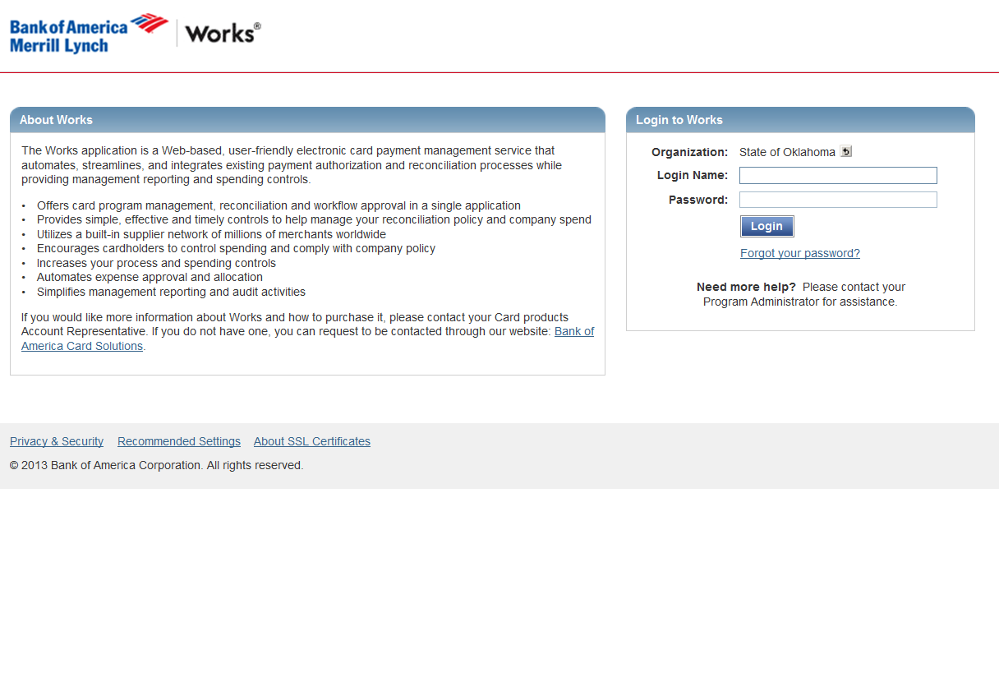 Bank of America
Merrill Lynch
Works®
About Works
The Works application is a Web-based, user-friendly electronic card payment management service that
automates, streamlines, and integrates existing payment authorization and reconciliation processes while
providing management reporting and spending controls.
• Offers card program management, reconciliation and workflow approval in a single application
• Provides simple, effective and timely controls to help manage your reconciliation policy and company spend
• Utilizes a built-in supplier network of millions of merchants worldwide
• Encourages cardholders to control spending and comply with company policy
• Increases your process and spending controls
• Automates expense approval and allocation
• Simplifies management reporting and audit activities
If you would like more information about Works and how to purchase it, please contact your Card products
Account Representative. If you do not have one, you can request to be contacted through our website: Bank of
America Card Solutions.
Login to Works
Organization: State of Oklahoma
Login Name:
Password:
Login
Forgot your password?
Need more help? Please contact your
Program Administrator for assistance.
Privacy & Security Recommended Settings About SSL Certificates
© 2013 Bank of America Corporation. All rights reserved.